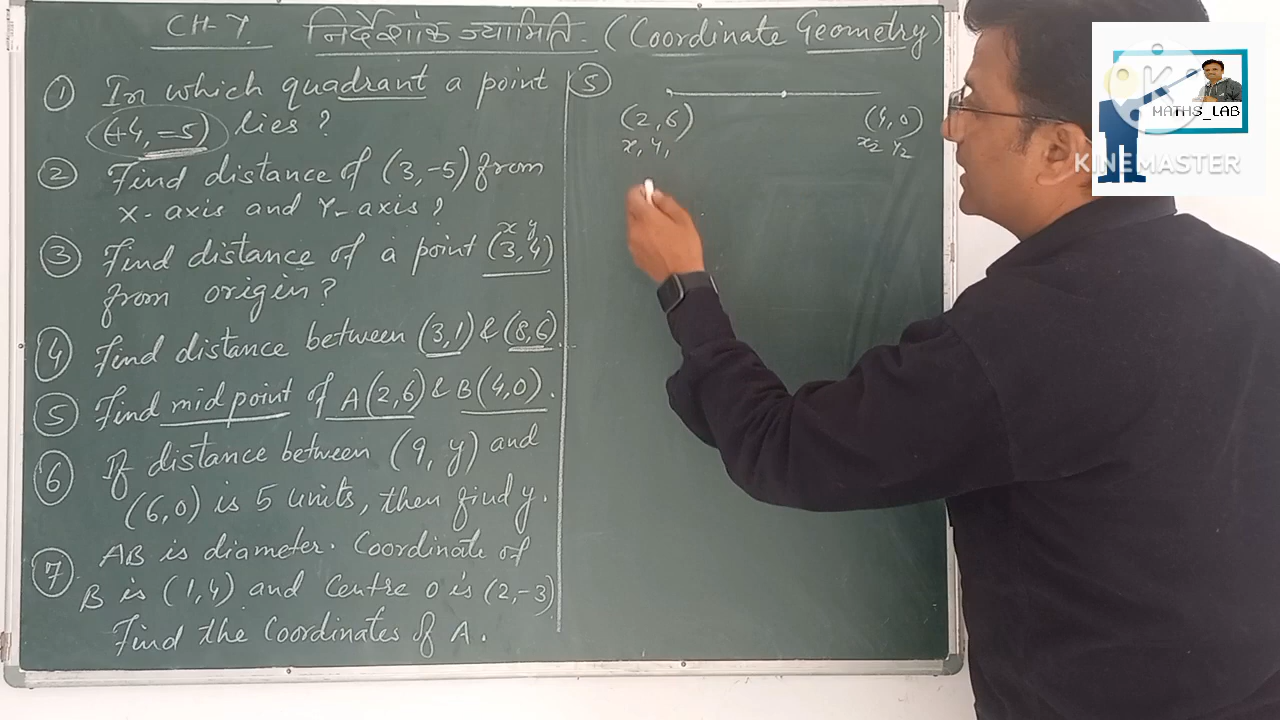 CH-7 निर्देशांक ज्यामिति. (Coordinate Geometry)
① In which quadrant a point
(+4, -5) lies ?
② Find distance of (3,-5) from
X-axis and Y-axis ?
x y
③ Find distance of a point (3,4)
from origin ?
④ Find distance between (3,1) & (8,6).
⑤ Find mid point of A(2,6) & B(4,0).
⑥ If distance between (9, y) and
(6,0) is 5 units, then find y.
⑦ AB is diameter. Coordinate of
B is (1,4) and Centre O is (2,-3)
Find the Coordinates of A.
⑤
(2,6) (4,0)
x₁ y₁ x₂ y₂
K
MATHS_LAB
KINEMASTER